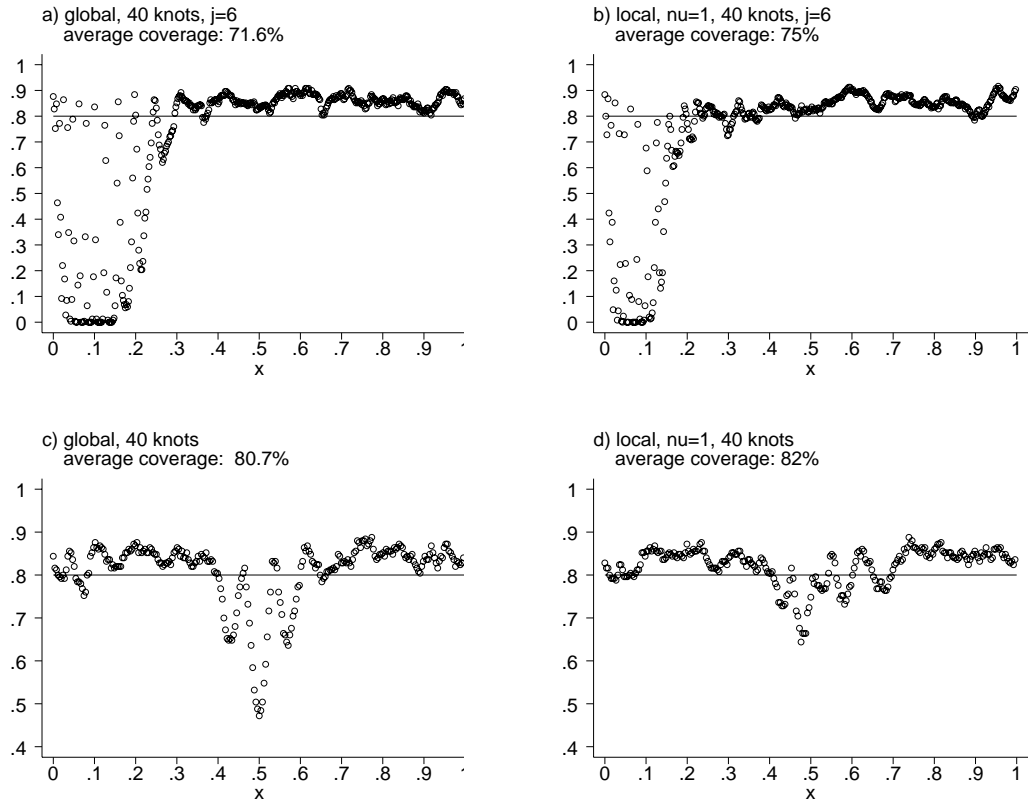 a) global, 40 knots, j=6
average coverage: 71.6%
1
.9
.8
.7
.6
.5
.4
.3
.2
.1
0
0 .1 .2 .3 .4 .5 .6 .7 .8 .9
x
b) local, nu=1, 40 knots, j=6
average coverage: 75%
1
.9
.8
.7
.6
.5
.4
.3
.2
.1
0
0 .1 .2 .3 .4 .5 .6 .7 .8 .9 1
x
c) global, 40 knots
average coverage: 80.7%
1
.9
.8
.7
.6
.5
.4
0 .1 .2 .3 .4 .5 .6 .7 .8 .9
x
d) local, nu=1, 40 knots
average coverage: 82%
1
.9
.8
.7
.6
.5
.4
0 .1 .2 .3 .4 .5 .6 .7 .8 .9 1
x